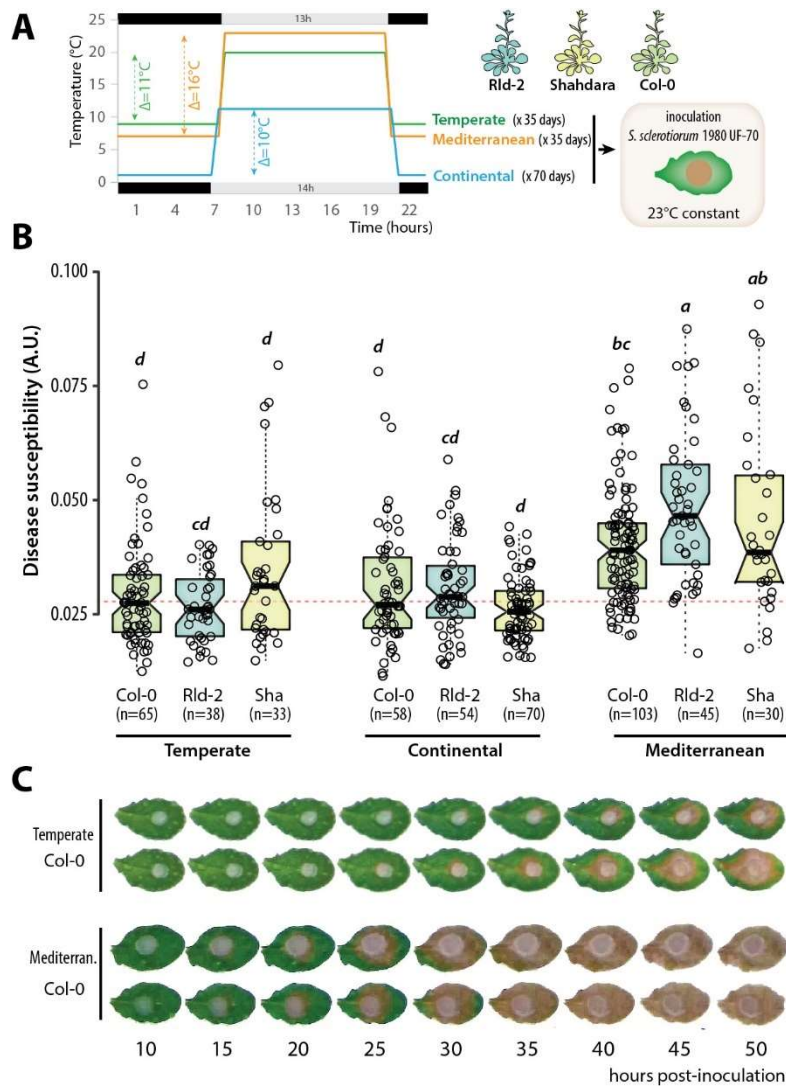 A
Temperature (°C)
25
20
15
10
5
0
13h
Δ=11°C
Δ=16°C
Δ=10°C
14h
1 4 7 10 13 16 19 22
Time (hours)
Temperate (x 35 days)
Mediterranean (x 35 days)
Continental (x 70 days)
Rld-2 Shahdara Col-0
inoculation
S. sclerotiorum 1980 UF-70
23°C constant
B
Disease susceptibility (A.U.)
0.100
0.075
0.050
0.025
d cd d d cd d bc a ab
Col-0 Rld-2 Sha Col-0 Rld-2 Sha Col-0 Rld-2 Sha
(n=65) (n=38) (n=33) (n=58) (n=54) (n=70) (n=103) (n=45) (n=30)
Temperate Continental Mediterranean
C
Temperate
Col-0
Mediterran.
Col-0
10 15 20 25 30 35 40 45 50
hours post-inoculation